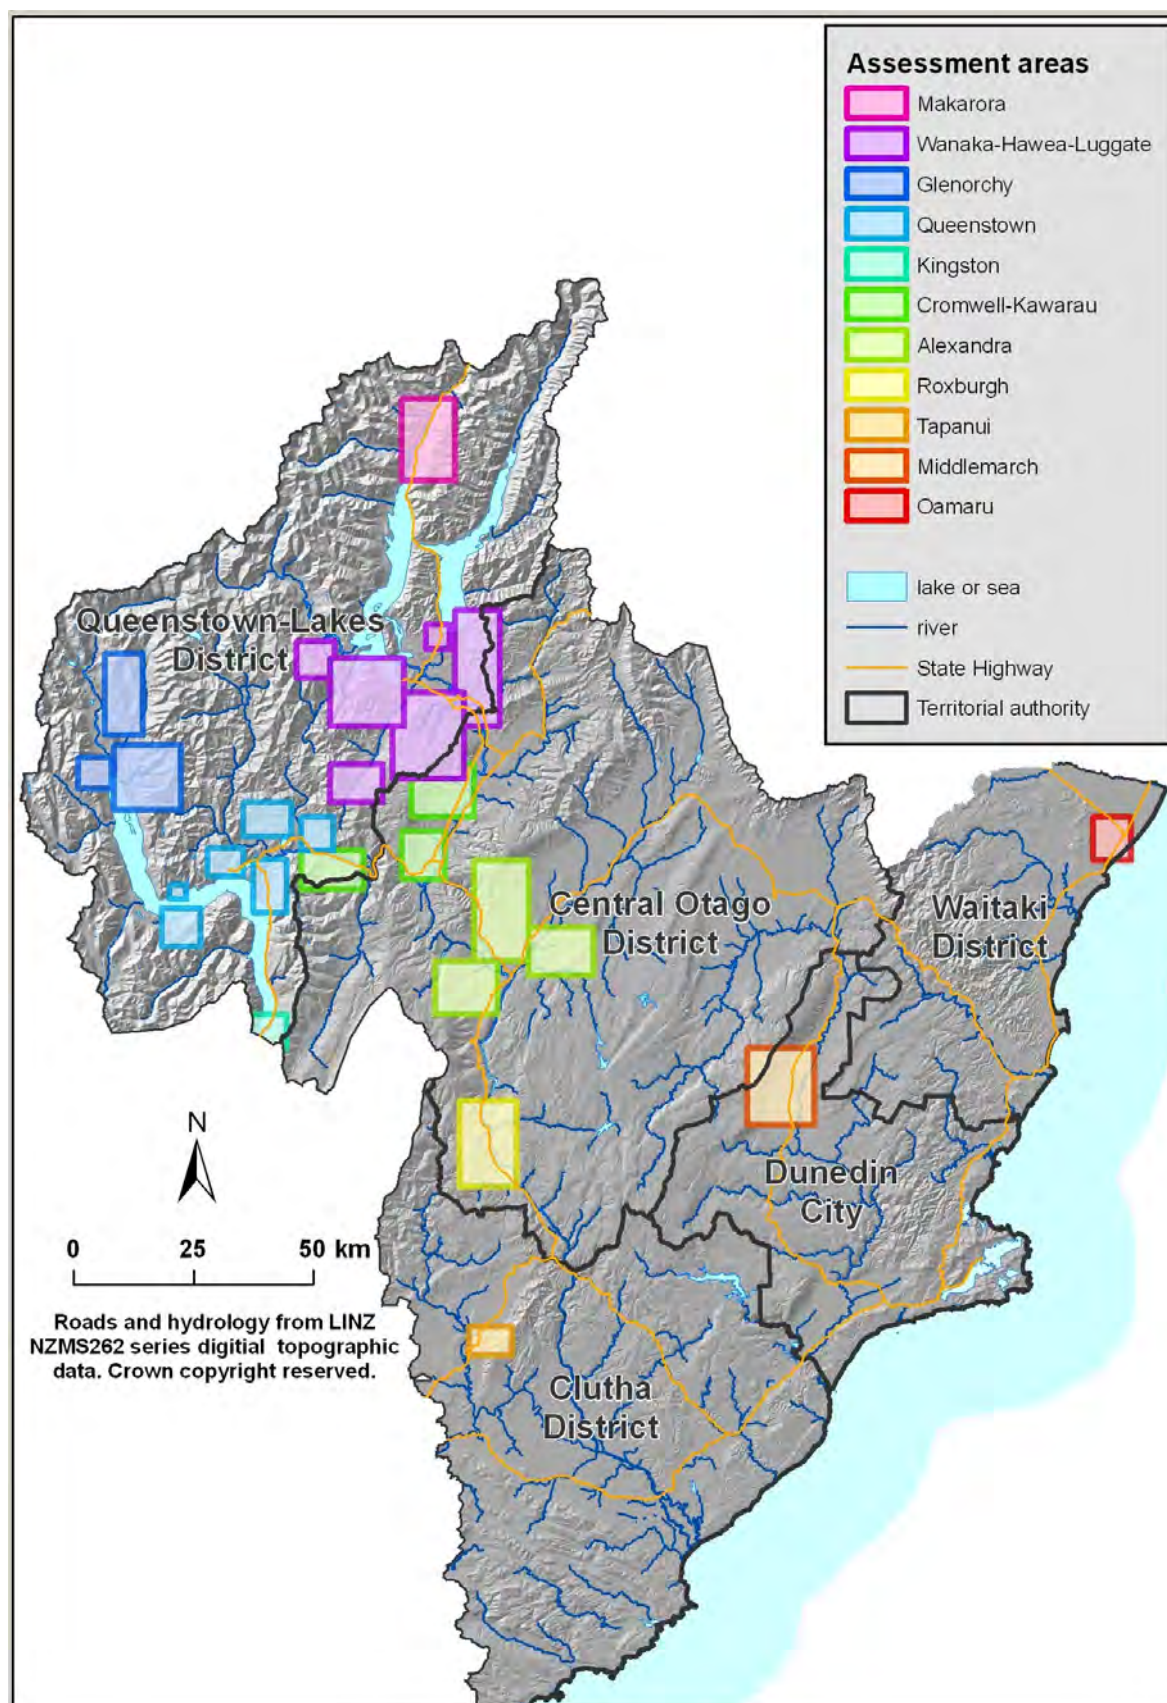 Assessment areas
Makarora
Wanaka-Hawea-Luggate
Glenorchy
Queenstown
Kingston
Cromwell-Kawarau
Alexandra
Roxburgh
Tapanui
Middlemarch
Oamaru
lake or sea
river
State Highway
Territorial authority
Queenstown-Lakes
District
Central Otago
District
Waitaki
District
Dunedin
City
Clutha
District
N
0 25 50 km
Roads and hydrology from LINZ
NZMS262 series digitial topographic
data. Crown copyright reserved.